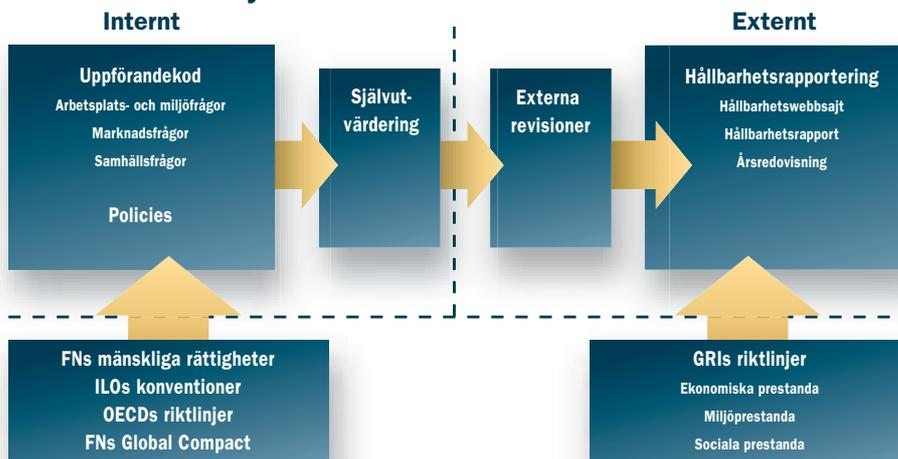 Internt
Externt
Uppförandekod
Arbetsplats- och miljöfrågor
Marknadsfrågor
Samhällsfrågor
Policies
Självut-
värdering
Externa
revisioner
Hållbarhetsrapportering
Hållbarhetswebbsajt
Hållbarhetsrapport
Årsredovisning
FNs mänskliga rättigheter
ILOs konventioner
OECDs riktlinjer
FNs Global Compact
GRIs riktlinjer
Ekonomiska prestanda
Miljöprestanda
Sociala prestanda